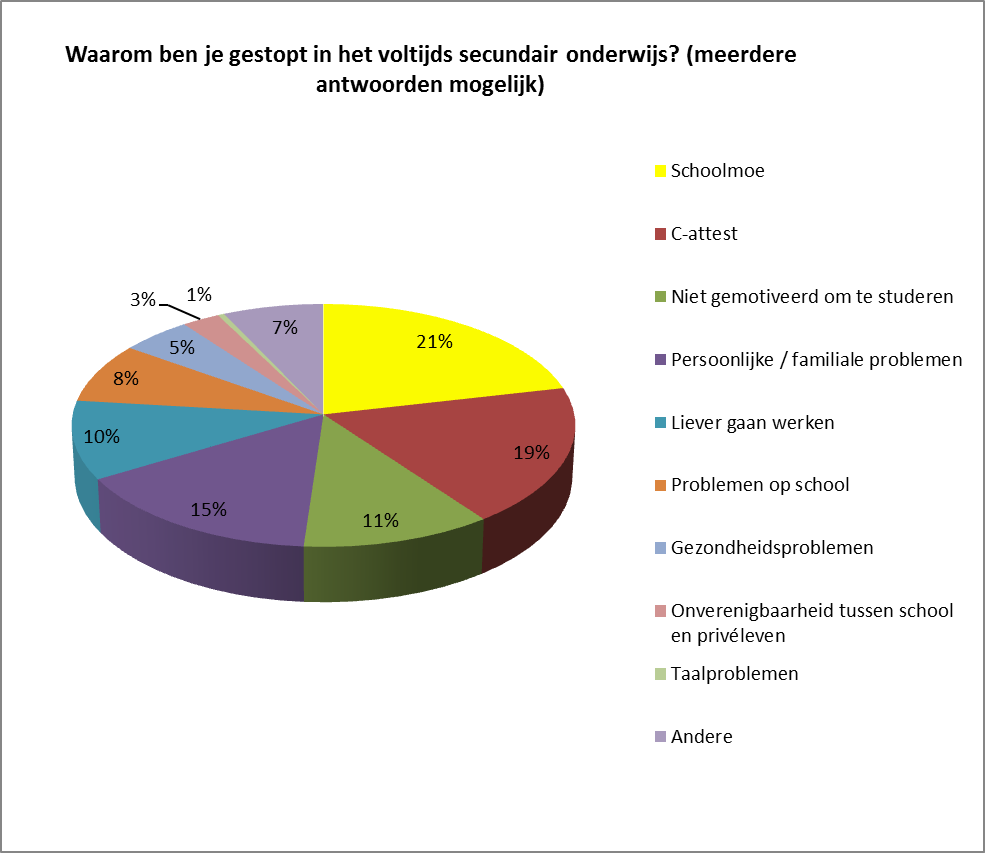 Waarom ben je gestopt in het voltijds secundair onderwijs? (meerdere
antwoorden mogelijk)
Schoolmoe
C-attest
Niet gemotiveerd om te studeren
Persoonlijke / familiale problemen
Liever gaan werken
Problemen op school
Gezondheidsproblemen
Onverenigbaarheid tussen school
en privéleven
Taalproblemen
Andere
21%
19%
11%
15%
10%
8%
5%
3%
1%
7%